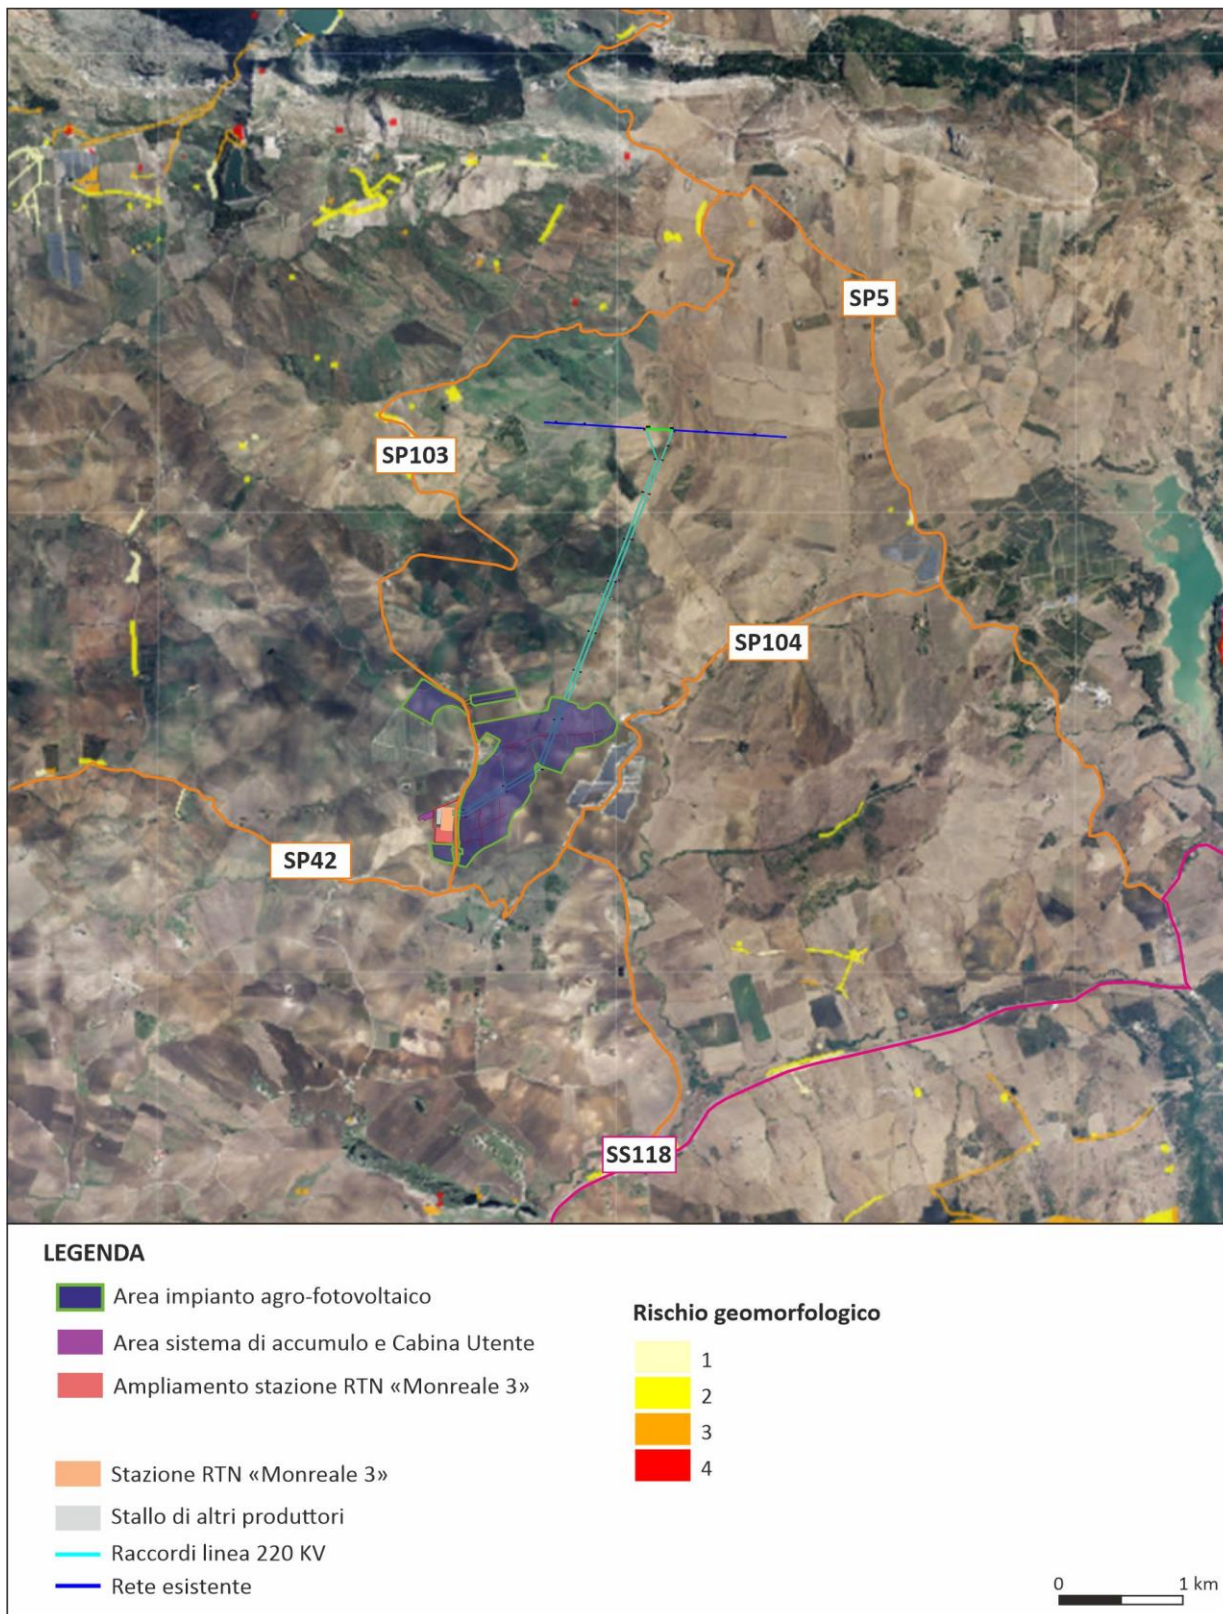 SP5
SP103
SP104
SP42
SS118
LEGENDA
Area impianto agro-fotovoltaico
Area sistema di accumulo e Cabina Utente
Ampliamento stazione RTN «Monreale 3»
Stazione RTN «Monreale 3»
Stallo di altri produttori
Raccordi linea 220 KV
Rete esistente
Rischio geomorfologico
1
2
3
4
0 1 km